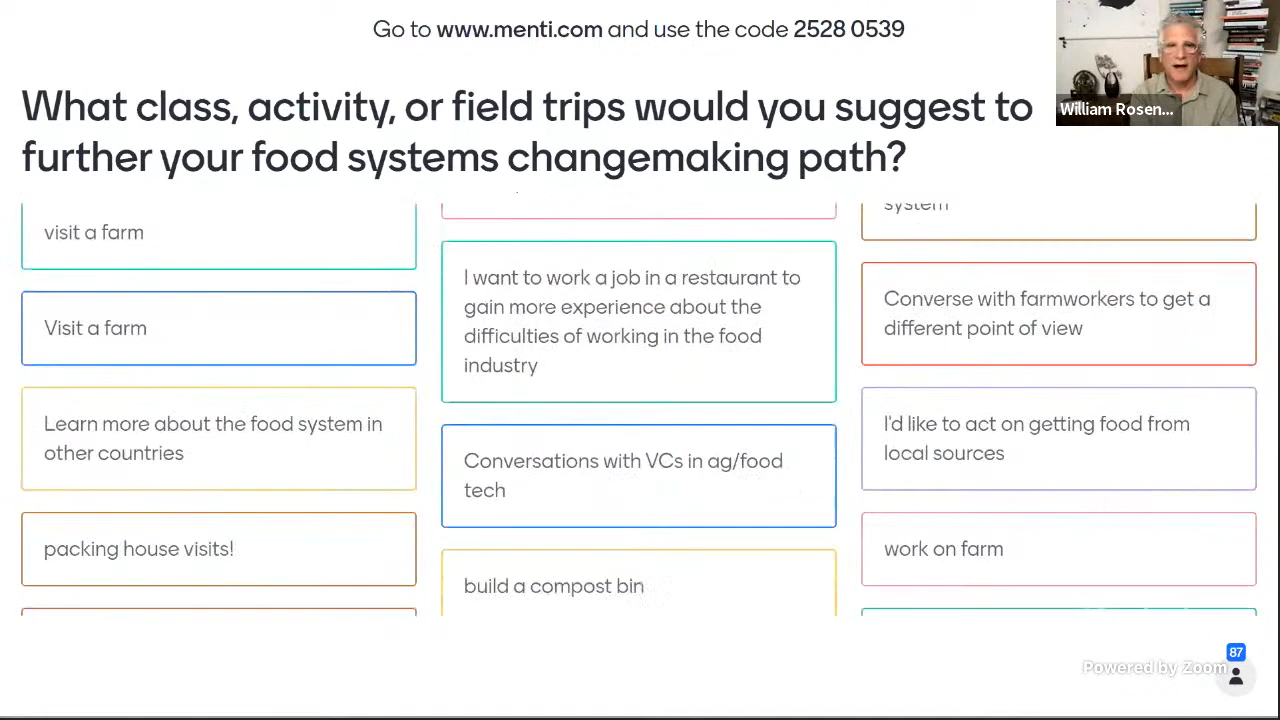 Go to www.menti.com and use the code 2528 0539
What class, activity, or field trips would you suggest to
further your food systems changemaking path?
William Rosen...
visit a farm
Visit a farm
Learn more about the food system in
other countries
packing house visits!
I want to work a job in a restaurant to
gain more experience about the
difficulties of working in the food
industry
Conversations with VCs in ag/food
tech
build a compost bin
system
Converse with farmworkers to get a
different point of view
I'd like to act on getting food from
local sources
work on farm
87
Powered by Zoom